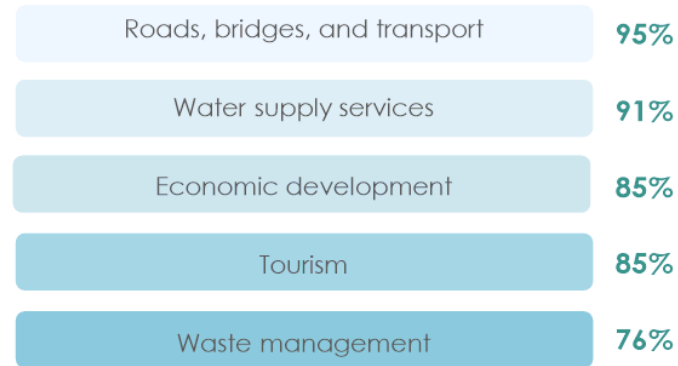 Roads, bridges, and transport 95%
Water supply services 91%
Economic development 85%
Tourism 85%
Waste management 76%